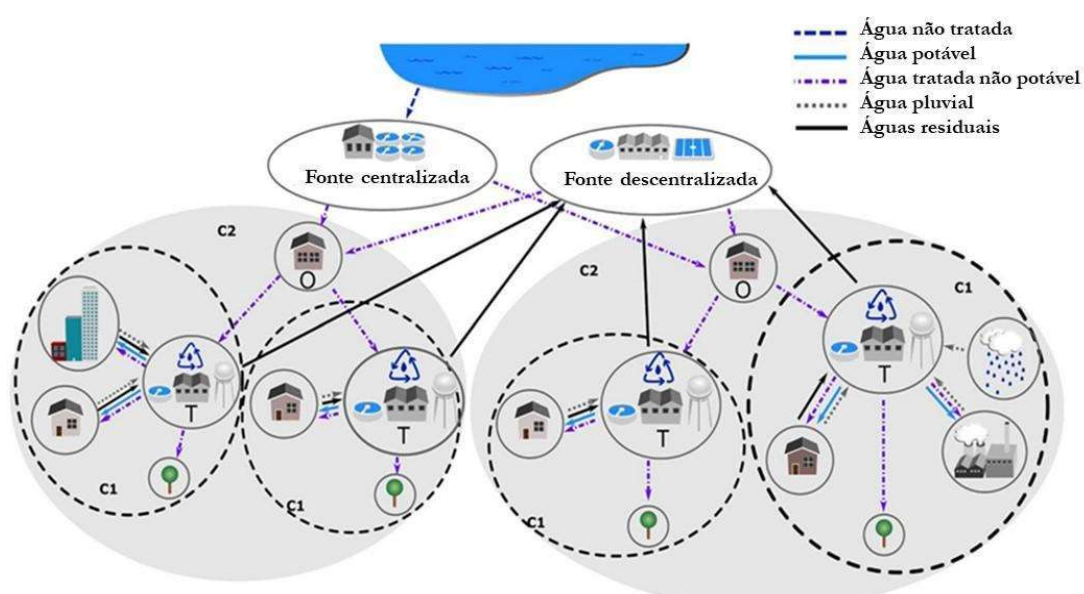 Água não tratada
Água potável
Água tratada não potável
Água pluvial
Águas residuais
Fonte centralizada
Fonte descentralizada
C2
O
C2
O
C1
T
T
T
T
C1
C1
C1